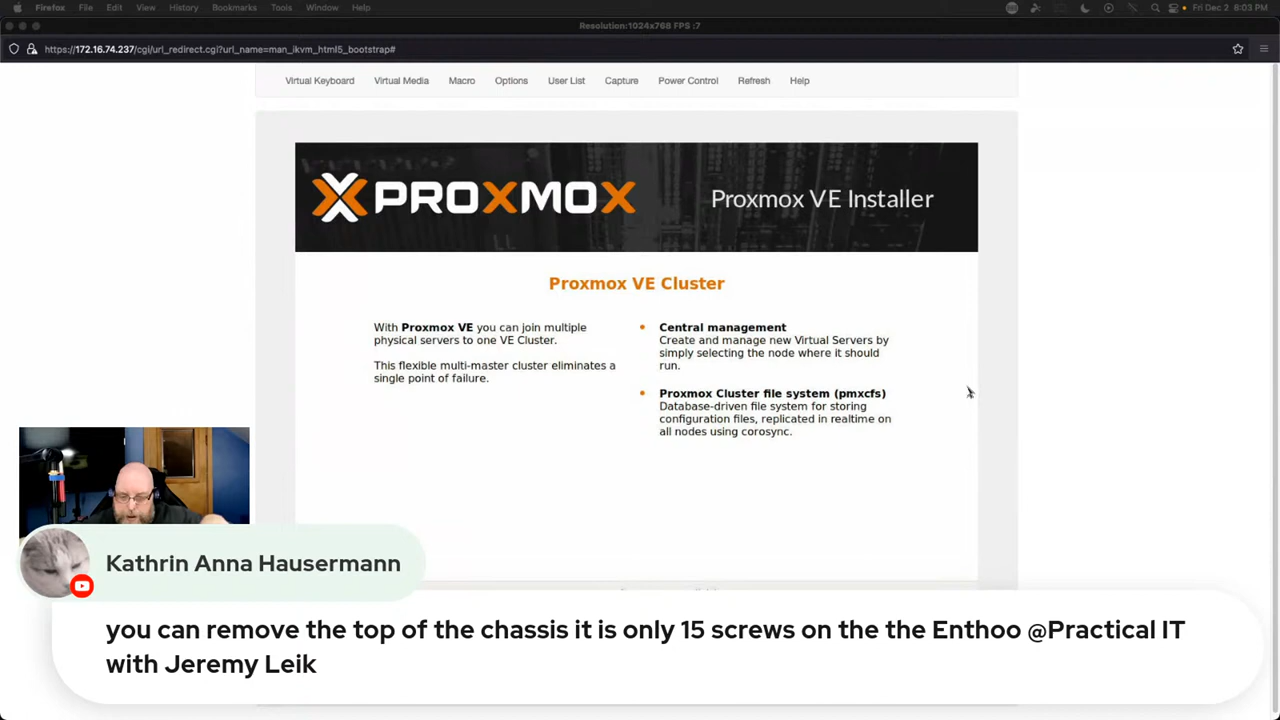 Firefox File Edit View History Bookmarks Tools Window Help
Fri Dec 2 6:03 PM
Resolution:1024x768 FPS :7
https://172.16.74.237/cgi/url_redirect.cgi?url_name=man_ikvm_html5_bootstrap#
Virtual Keyboard Virtual Media Macro Options User List Capture Power Control Refresh Help
PROXMOX
Proxmox VE Installer
Proxmox VE Cluster
With Proxmox VE you can join multiple
physical servers to one VE Cluster.
This flexible multi-master cluster eliminates a
single point of failure.
Central management
Create and manage new Virtual Servers by
simply selecting the node where it should
run.
Proxmox Cluster file system (pmxcfs)
Database-driven file system for storing
configuration files, replicated in realtime on
all nodes using corosync.
Kathrin Anna Hausermann
you can remove the top of the chassis it is only 15 screws on the the Enthoo @Practical IT
with Jeremy Leik